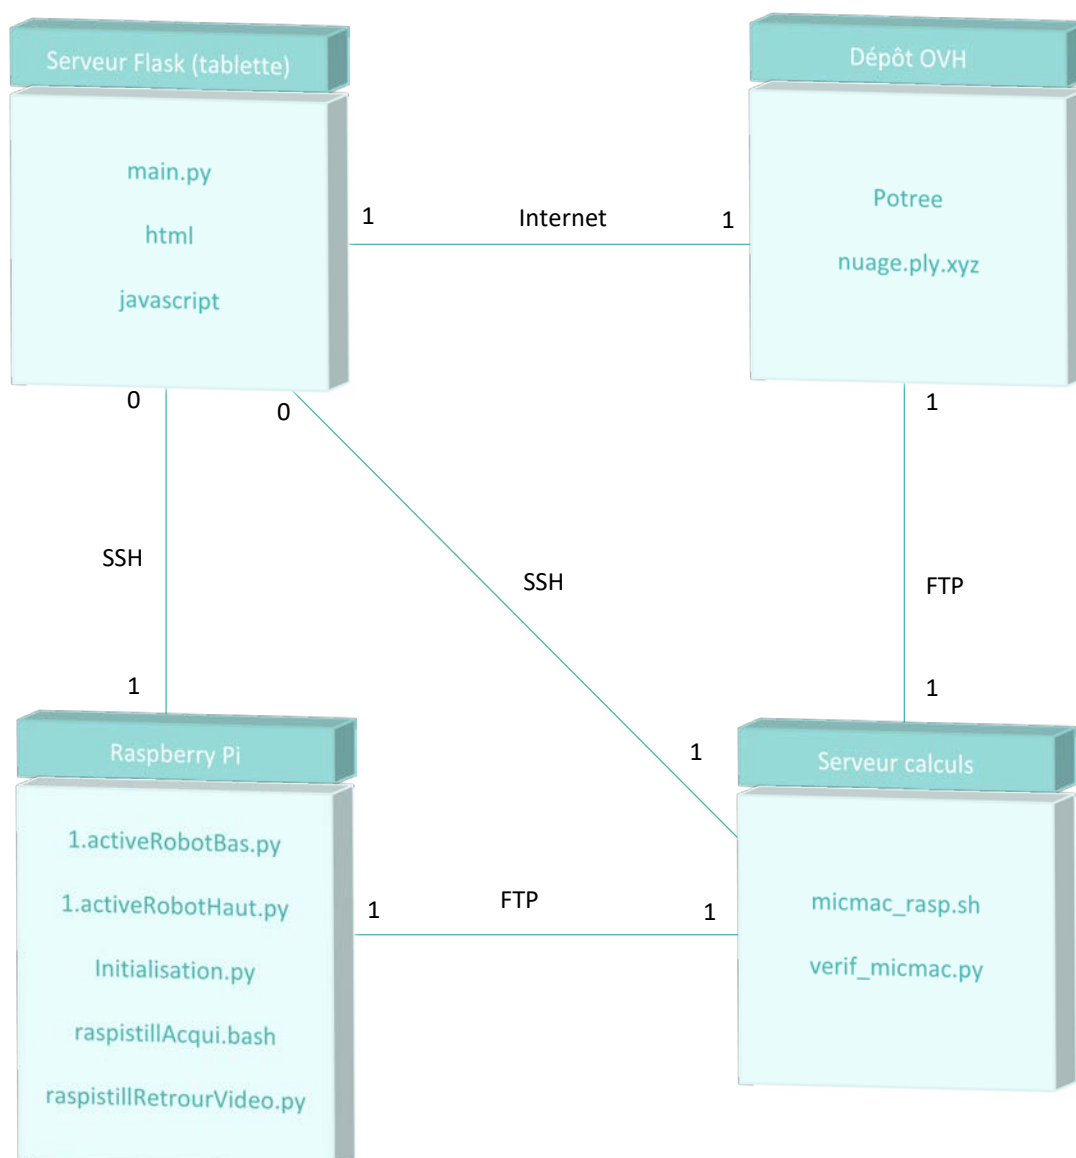 Serveur Flask (tablette)
main.py
html
javascript
Dépôt OVH
Potree
nuage.ply.xyz
1
Internet
1
0
0
1
SSH
SSH
FTP
1
1
1
Raspberry Pi
1.activeRobotBas.py
1.activeRobotHaut.py
Initialisation.py
raspistillAcqui.bash
raspistillRetrourVideo.py
1
FTP
1
Serveur calculs
micmac_rasp.sh
verif_micmac.py